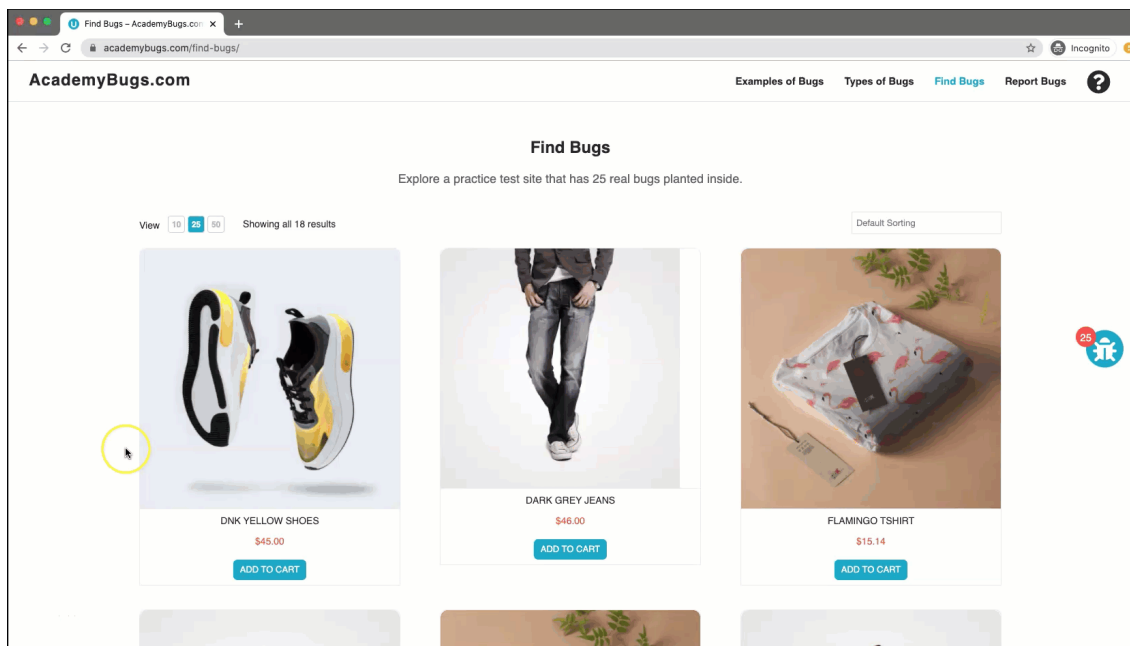 Find Bugs – AcademyBugs.con
academybugs.com/find-bugs/
Incognito
AcademyBugs.com
Examples of Bugs Types of Bugs Find Bugs Report Bugs ?
Find Bugs
Explore a practice test site that has 25 real bugs planted inside.
View 10 25 50 Showing all 18 results
Default Sorting
25
DNK YELLOW SHOES
$45.00
ADD TO CART
DARK GREY JEANS
$46.00
ADD TO CART
FLAMINGO TSHIRT
$15.14
ADD TO CART